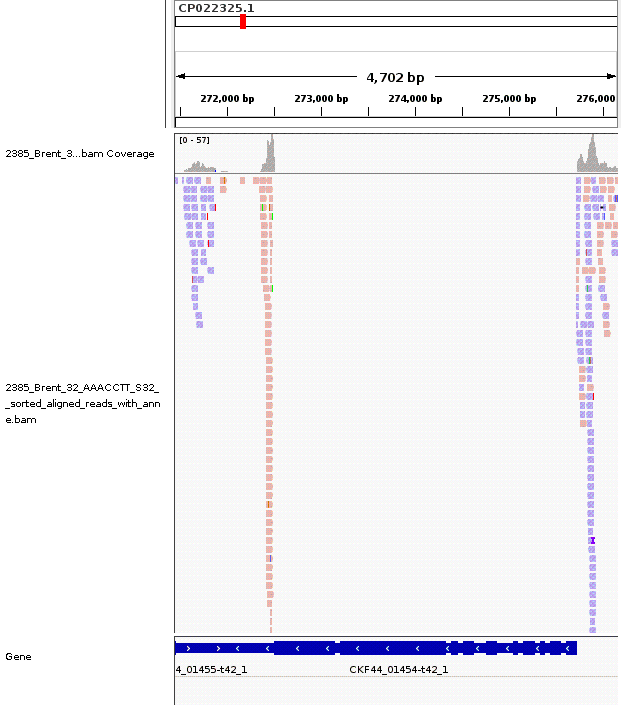 CP022325.1
4,702 bp
272,000 bp 273,000 bp 274,000 bp 275,000 bp 276,000
[0 - 57]
2385_Brent_3...bam Coverage
2385_Brent_32_AAACCTT_S32_
_sorted_aligned_reads_with_ann
e.bam
Gene
4_01455-t42_1 CKF44_01454-t42_1